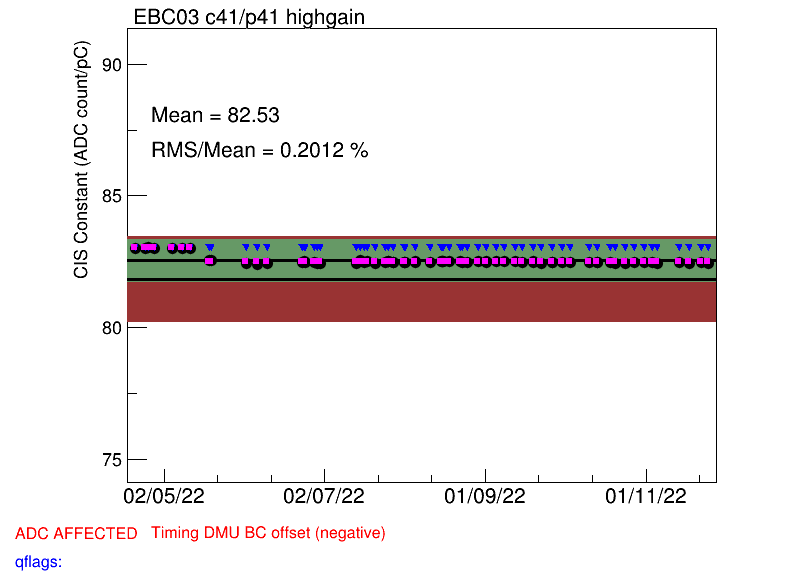 EBC03 c41/p41 highgain
CIS Constant (ADC count/pC)
90
85
80
75
Mean = 82.53
RMS/Mean = 0.2012 %
02/05/22 02/07/22 01/09/22 01/11/22
ADC AFFECTED Timing DMU BC offset (negative)
qflags: